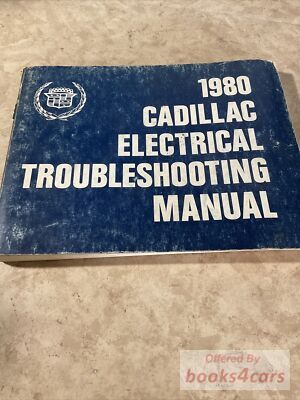 1980
CADILLAC
ELECTRICAL
TROUBLESHOOTING
MANUAL
Offered By
books4cars